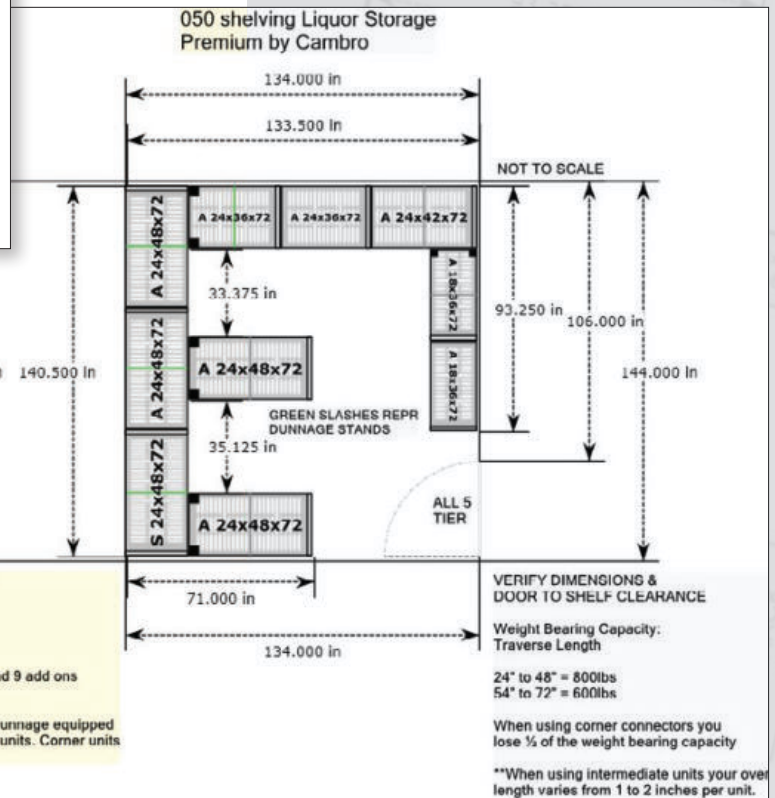 050 shelving Liquor Storage
Premium by Cambro
134.000 in
133.500 in
NOT TO SCALE
A 24x48x72
A 24x36x72
A 24x36x72
A 24x42x72
A 18x36x72
33.375 in
93.250 in
106.000 in
140.500 in
A 24x48x72
A 24x48x72
A 18x36x72
144.000 in
GREEN SLASHES REPR
DUNNAGE STANDS
35.125 in
S 24x48x72
A 24x48x72
ALL 5
TIER
71.000 in
134.000 in
VERIFY DIMENSIONS &
DOOR TO SHELF CLEARANCE
Weight Bearing Capacity:
Traverse Length
24" to 48" = 800lbs
54" to 72" = 600lbs
When using corner connectors you
lose ½ of the weight bearing capacity
**When using intermediate units your over
length varies from 1 to 2 inches per unit.
9 add ons
equipped
units. Corner units